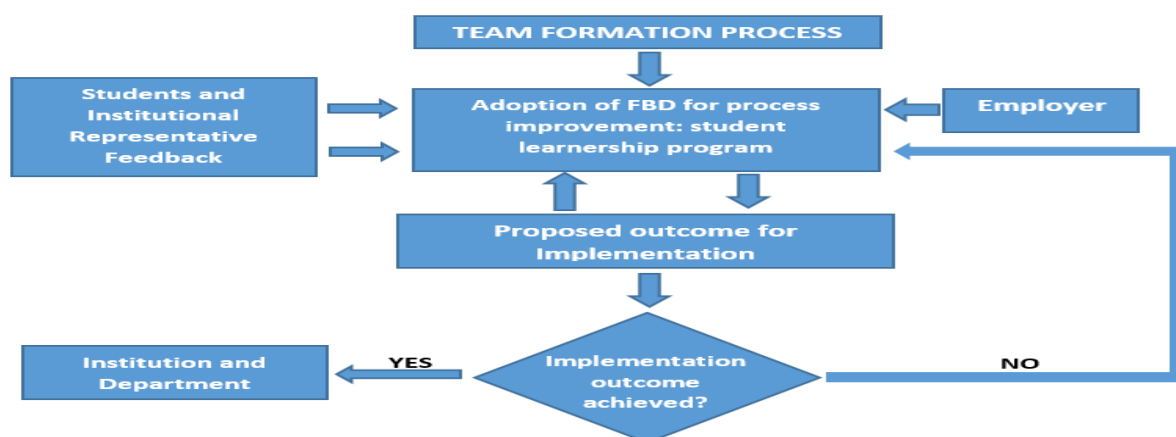 TEAM FORMATION PROCESS
Students and
Institutional
Representative
Feedback
Adoption of FBD for process
improvement: student
learnership program
Employer
Proposed outcome for
Implementation
Implementation
outcome
achieved?
YES
NO
Institution and
Department